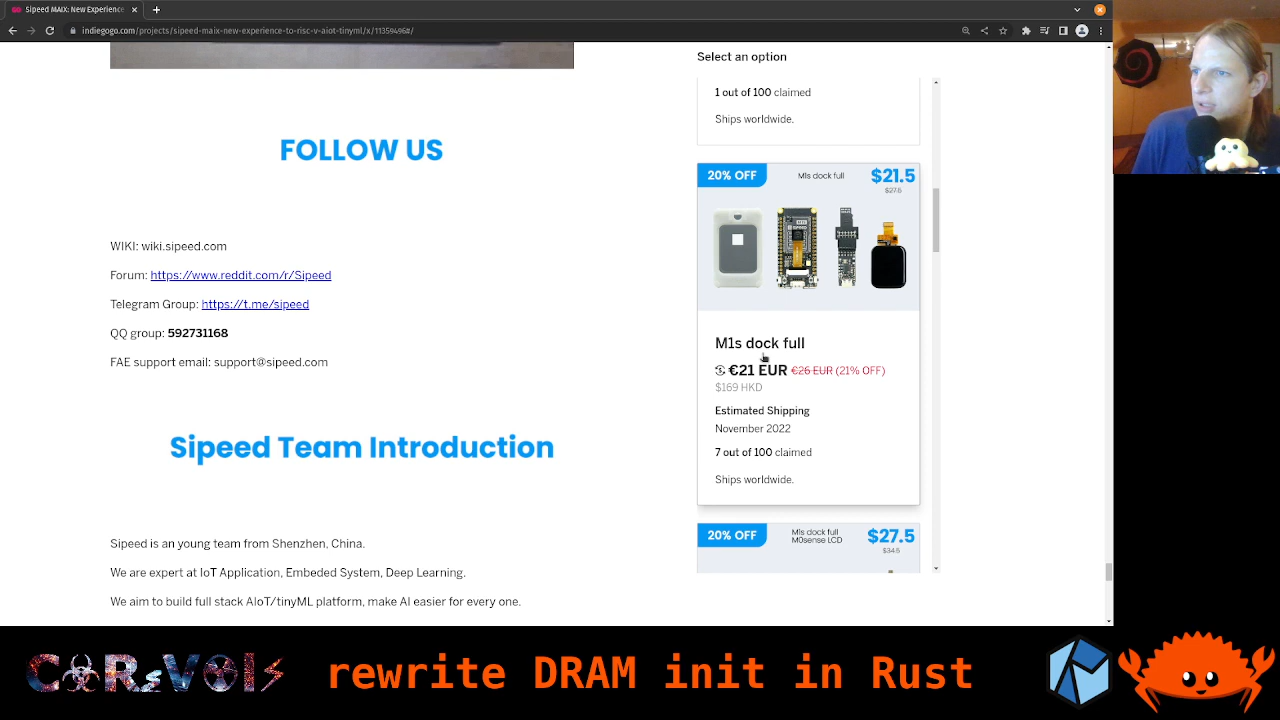 Sipeed MAIX: New Experience
indiegogo.com/projects/sipeed-maix-new-experience-to-risc-v-aiot-tinyml/x/11359496#/
FOLLOW US
WIKI: wiki.sipeed.com
Forum: https://www.reddit.com/r/Sipeed
Telegram Group: https://t.me/sipeed
QQ group: 592731168
FAE support email: support@sipeed.com
Sipeed Team Introduction
Sipeed is an young team from Shenzhen, China.
We are expert at IoT Application, Embeded System, Deep Learning.
We aim to build full stack AIoT/tinyML platform, make AI easier for every one.
Select an option
1 out of 100 claimed
Ships worldwide.
20% OFF M1s dock full $21.5
$27.5
M1s dock full
€21 EUR €26 EUR (21% OFF)
$169 HKD
Estimated Shipping
November 2022
7 out of 100 claimed
Ships worldwide.
20% OFF M1s dock full $27.5
M0sense LCD $34.5
rewrite DRAM init in Rust